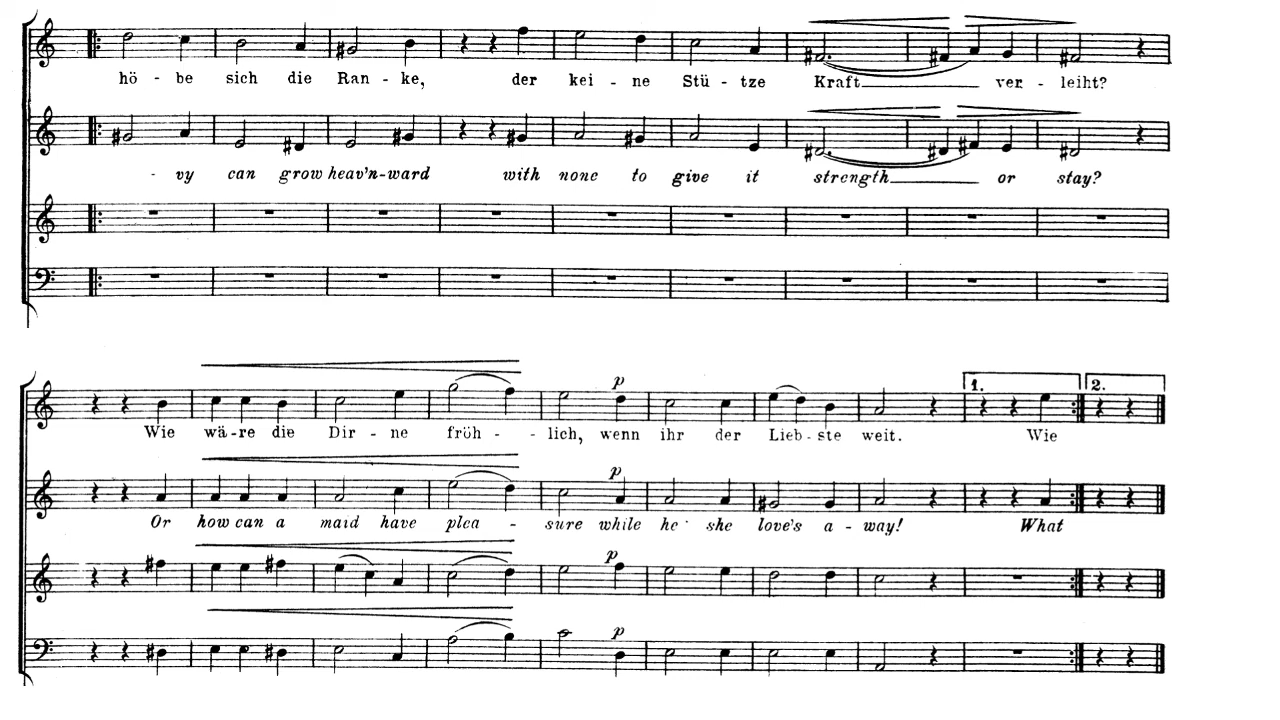 hö - be sich die Ran - ke, der kei - ne Stü - tze Kraft ver - leiht?
- vy can grow heav'n-ward with none to give it strength or stay?
1. 2.
p
Wie wä-re die Dir - ne fröh - - lich, wenn ihr der Lieb-ste weit. Wie
p
Or how can a maid have plea - sure while he she love's a - way! What
p
p